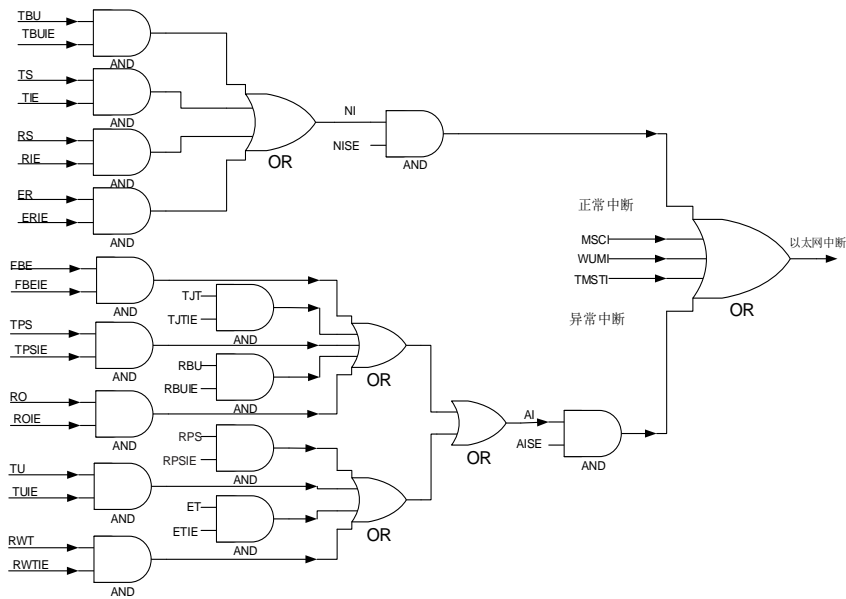 TBU
TBUIE
AND
TS
TIE
AND
RS
RIE
AND
ER
ERIE
AND
OR
NI
NISE
AND
正常中断
MSCI
WUMI
TMSTI
异常中断
OR
以太网中断
FBE
FBEIE
AND
TJT
TJTIE
AND
TPS
TPSIE
AND
RBU
RBUIE
AND
OR
RO
ROIE
AND
RPS
RPSIE
AND
OR
AI
AISE
AND
TU
TUIE
AND
ET
ETIE
AND
OR
RWT
RWTIE
AND